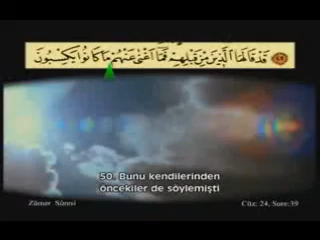 قَدْ قَالَهَا الَّذِينَ مِنْ قَبْلِهِمْ فَمَا اَغْنٰى عَنْهُمْ مَا كَانُوا يَكْسِبُونَ
50. Bunu kendilerinden
öncekiler de söylemişti
Zümer Sûresi
Cüz: 24, Sure:39